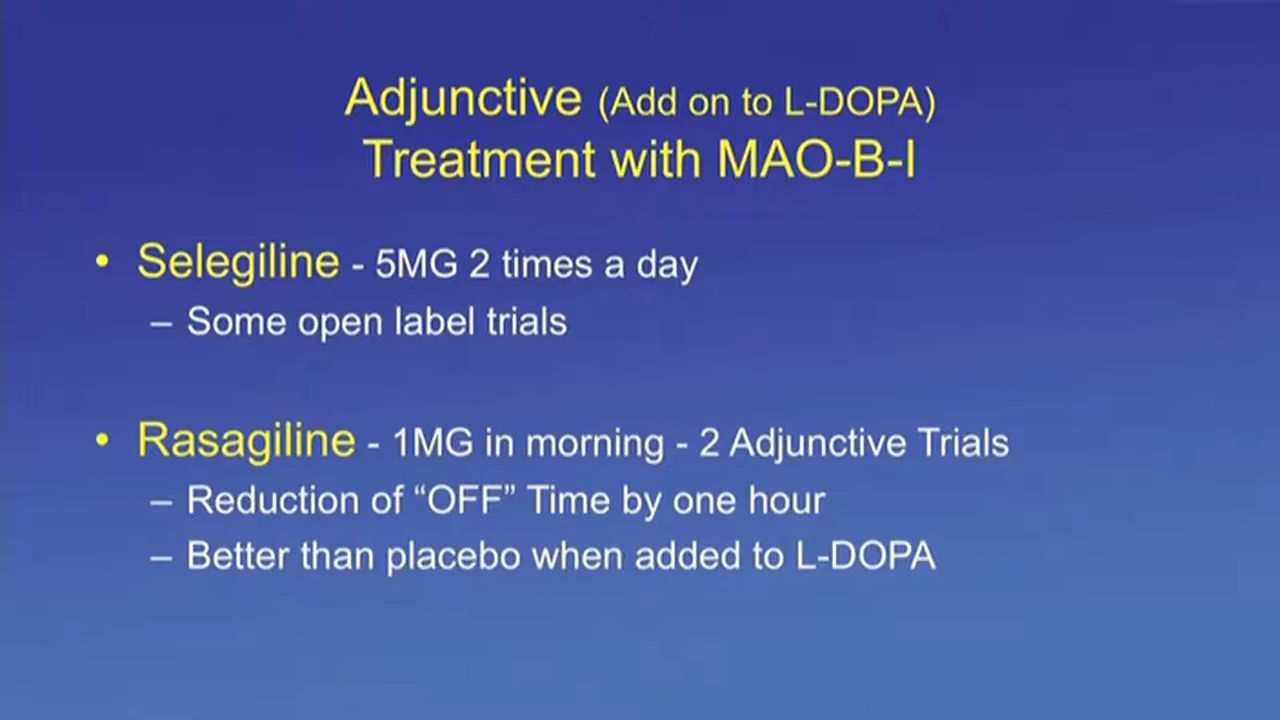 Adjunctive (Add on to L-DOPA)
Treatment with MAO-B-I
• Selegiline - 5MG 2 times a day
– Some open label trials
• Rasagiline - 1MG in morning - 2 Adjunctive Trials
– Reduction of “OFF” Time by one hour
– Better than placebo when added to L-DOPA